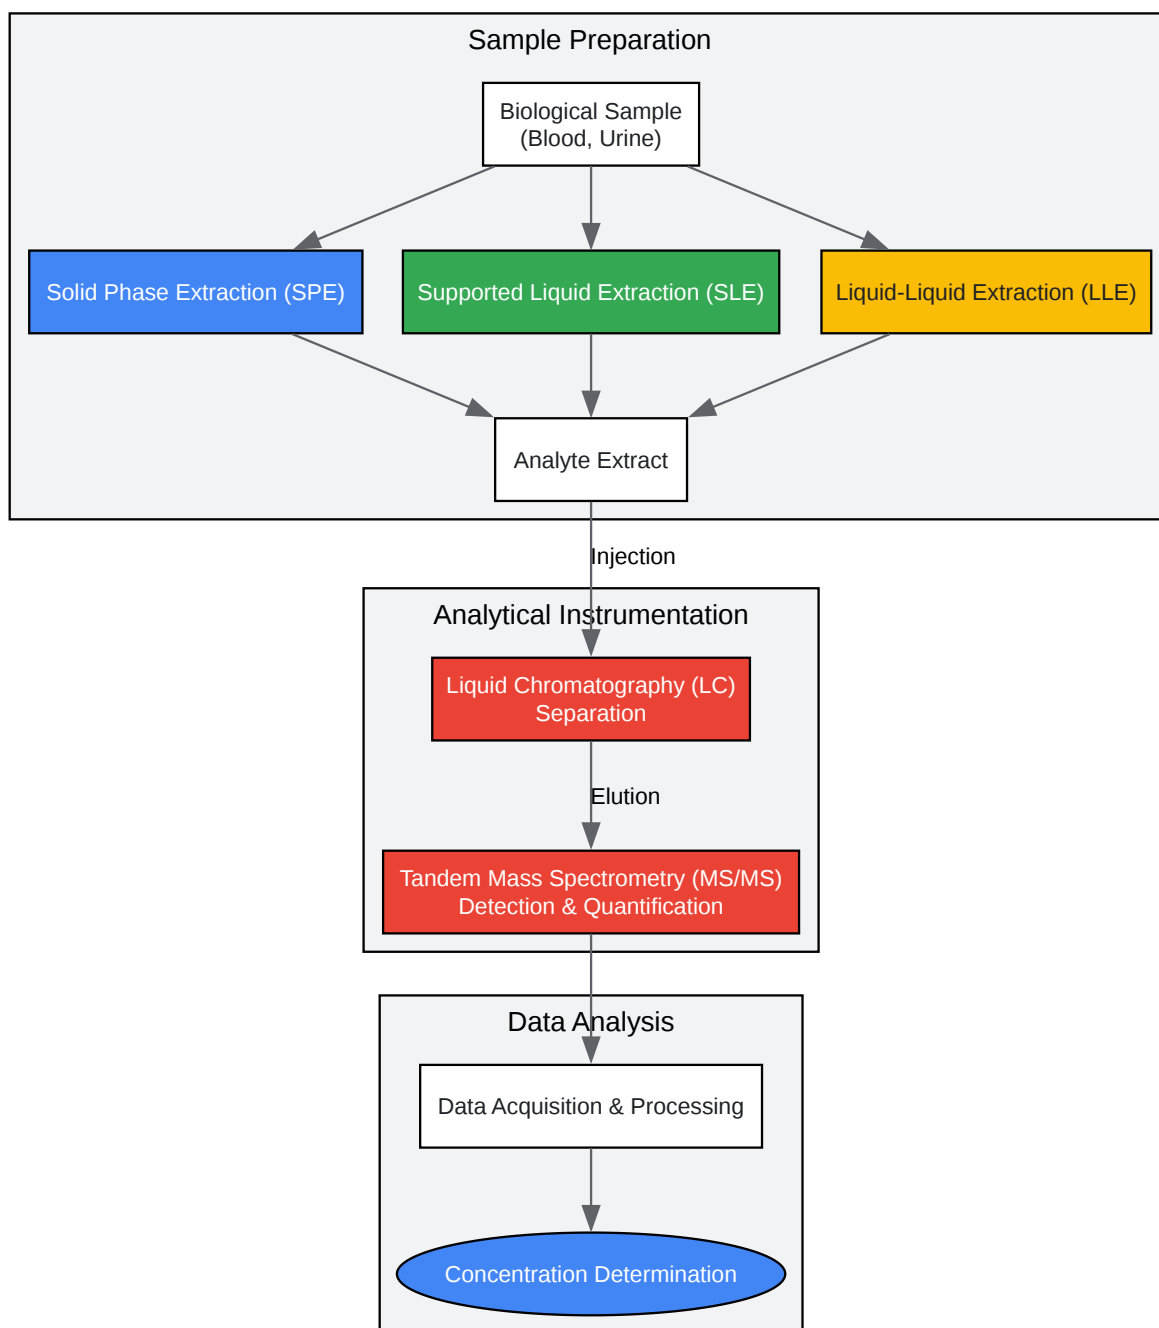 Sample Preparation
Biological Sample
(Blood, Urine)
Solid Phase Extraction (SPE)
Supported Liquid Extraction (SLE)
Liquid-Liquid Extraction (LLE)
Analyte Extract
Injection
Analytical Instrumentation
Liquid Chromatography (LC)
Separation
Elution
Tandem Mass Spectrometry (MS/MS)
Detection & Quantification
Data Analysis
Data Acquisition & Processing
Concentration Determination